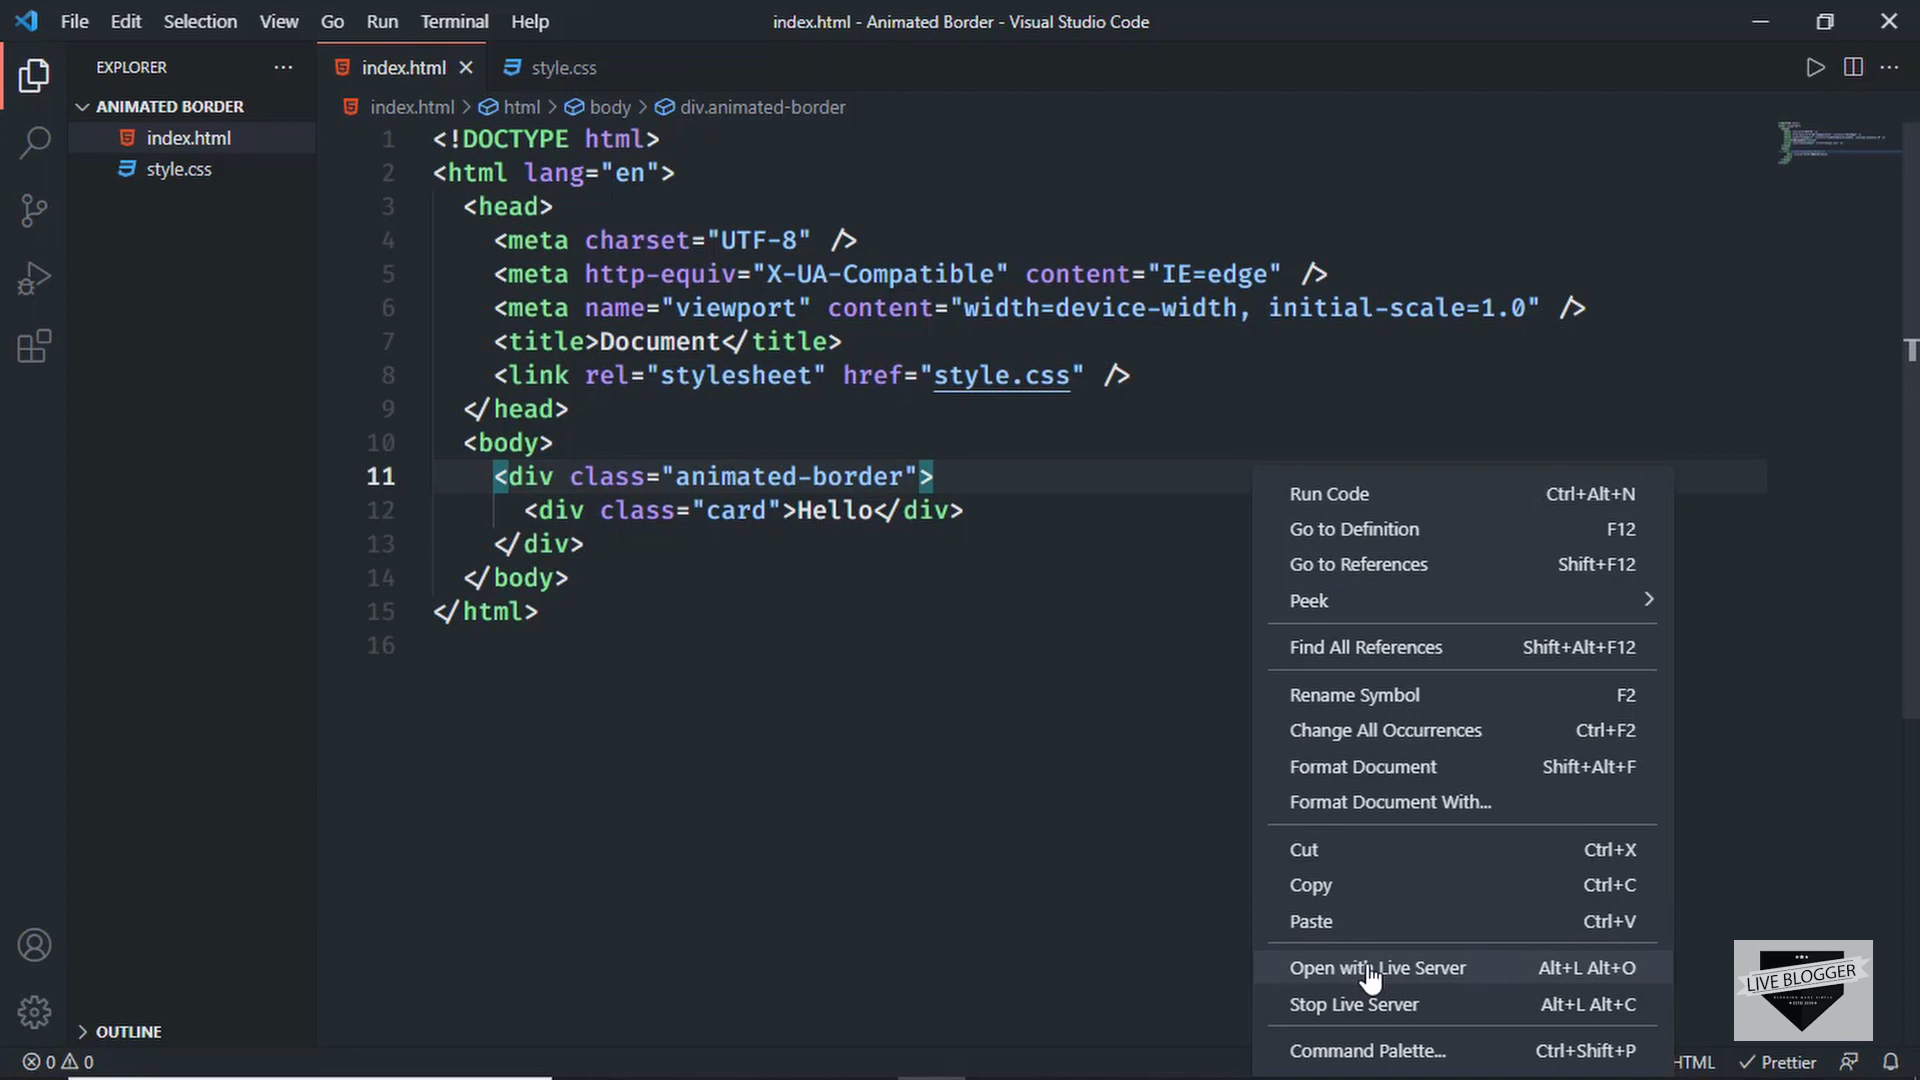 File Edit Selection View Go Run Terminal Help
index.html - Animated Border - Visual Studio Code
EXPLORER
ANIMATED BORDER
index.html
style.css
OUTLINE
index.html × style.css
index.html > html > body > div.animated-border
1 <!DOCTYPE html>
2 <html lang="en">
3 <head>
4 <meta charset="UTF-8" />
5 <meta http-equiv="X-UA-Compatible" content="IE=edge" />
6 <meta name="viewport" content="width=device-width, initial-scale=1.0" />
7 <title>Document</title>
8 <link rel="stylesheet" href="style.css" />
9 </head>
10 <body>
11 <div class="animated-border">
12 <div class="card">Hello</div>
13 </div>
14 </body>
15 </html>
16
Run Code Ctrl+Alt+N
Go to Definition F12
Go to References Shift+F12
Peek
Find All References Shift+Alt+F12
Rename Symbol F2
Change All Occurrences Ctrl+F2
Format Document Shift+Alt+F
Format Document With...
Cut Ctrl+X
Copy Ctrl+C
Paste Ctrl+V
Open with Live Server Alt+L Alt+O
Stop Live Server Alt+L Alt+C
Command Palette... Ctrl+Shift+P
LIVE BLOGGER
0 0
HTML Prettier